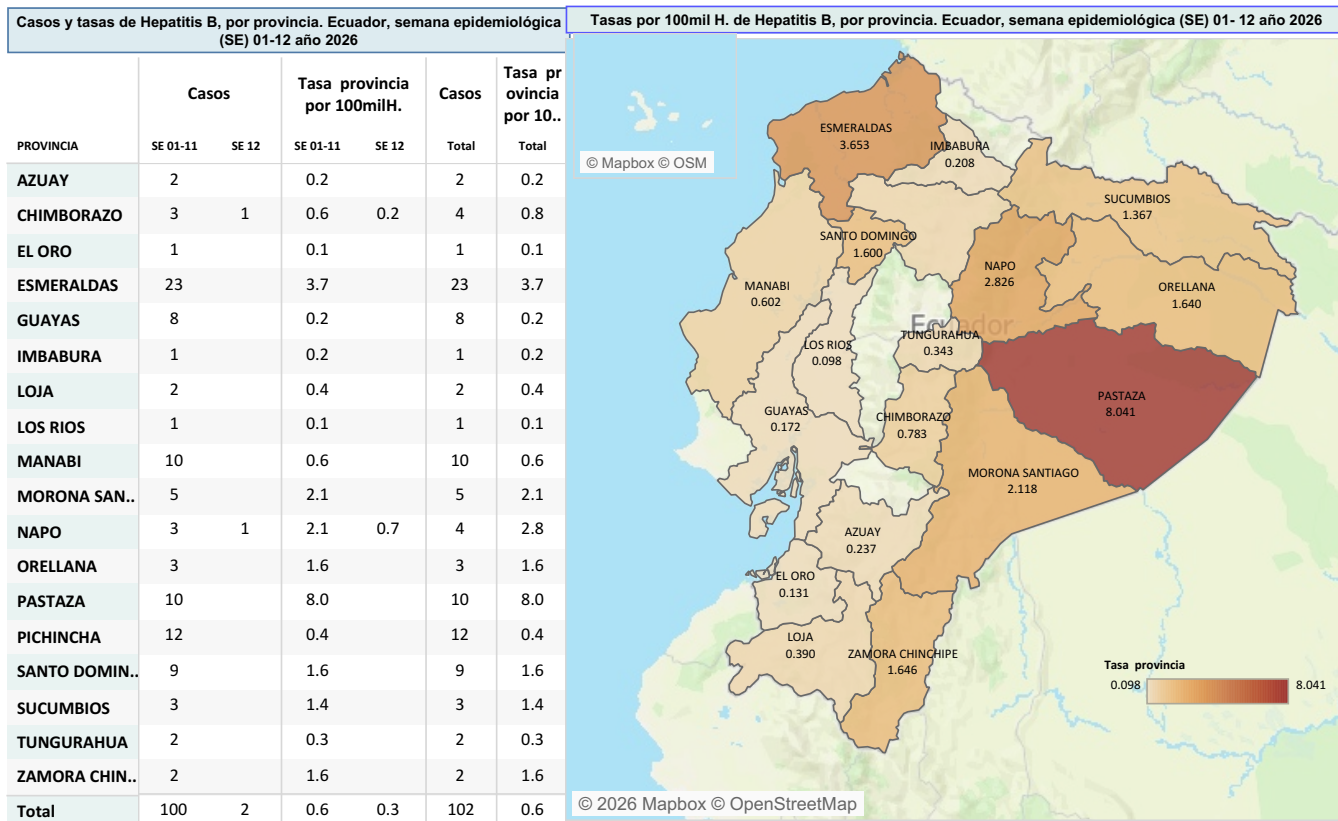 Casos y tasas de Hepatitis B, por provincia. Ecuador, semana epidemiológica
(SE) 01-12 año 2026
Casos
Tasa provincia
por 100milH.
Casos
Tasa pr
ovincia
por 10..
PROVINCIA SE 01-11 SE 12 SE 01-11 SE 12 Total Total
AZUAY 2 0.2 2 0.2
CHIMBORAZO 3 1 0.6 0.2 4 0.8
EL ORO 1 0.1 1 0.1
ESMERALDAS 23 3.7 23 3.7
GUAYAS 8 0.2 8 0.2
IMBABURA 1 0.2 1 0.2
LOJA 2 0.4 2 0.4
LOS RIOS 1 0.1 1 0.1
MANABI 10 0.6 10 0.6
MORONA SAN.. 5 2.1 5 2.1
NAPO 3 1 2.1 0.7 4 2.8
ORELLANA 3 1.6 3 1.6
PASTAZA 10 8.0 10 8.0
PICHINCHA 12 0.4 12 0.4
SANTO DOMIN.. 9 1.6 9 1.6
SUCUMBIOS 3 1.4 3 1.4
TUNGURAHUA 2 0.3 2 0.3
ZAMORA CHIN.. 2 1.6 2 1.6
Total 100 2 0.6 0.3 102 0.6
Tasas por 100mil H. de Hepatitis B, por provincia. Ecuador, semana epidemiológica (SE) 01- 12 año 2026
© Mapbox © OSM
ESMERALDAS
3.653
IMBABURA
0.208
SUCUMBIOS
1.367
SANTO DOMINGO
1.600
NAPO
2.826
MANABI
0.602
ORELLANA
1.640
Ecuador
TUNGURAHUA
0.343
LOS RIOS
0.098
PASTAZA
8.041
GUAYAS
0.172
CHIMBORAZO
0.783
MORONA SANTIAGO
2.118
AZUAY
0.237
EL ORO
0.131
LOJA
0.390
ZAMORA CHINCHIPE
1.646
Tasa provincia
0.098 8.041
© 2026 Mapbox © OpenStreetMap